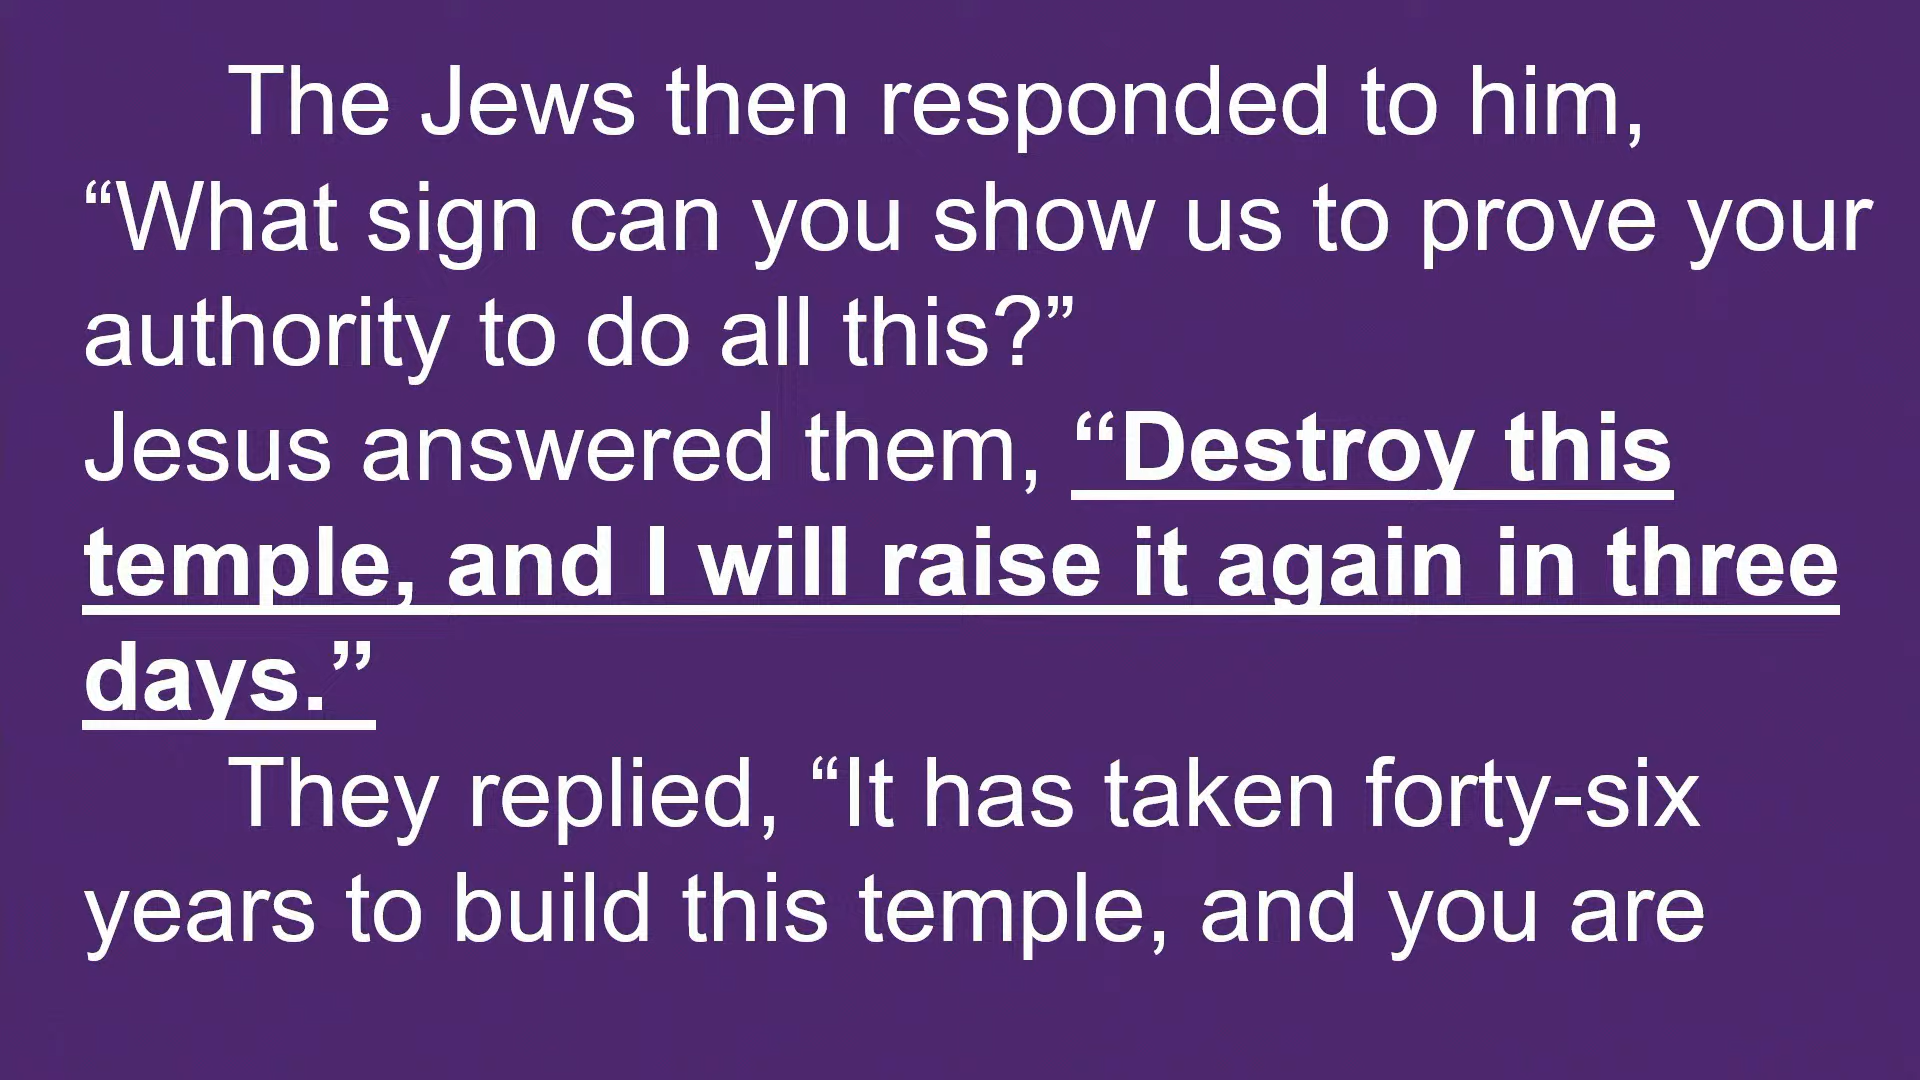 The Jews then responded to him,
“What sign can you show us to prove your
authority to do all this?”
Jesus answered them, “Destroy this
temple, and I will raise it again in three
days.”
They replied, “It has taken forty-six
years to build this temple, and you are